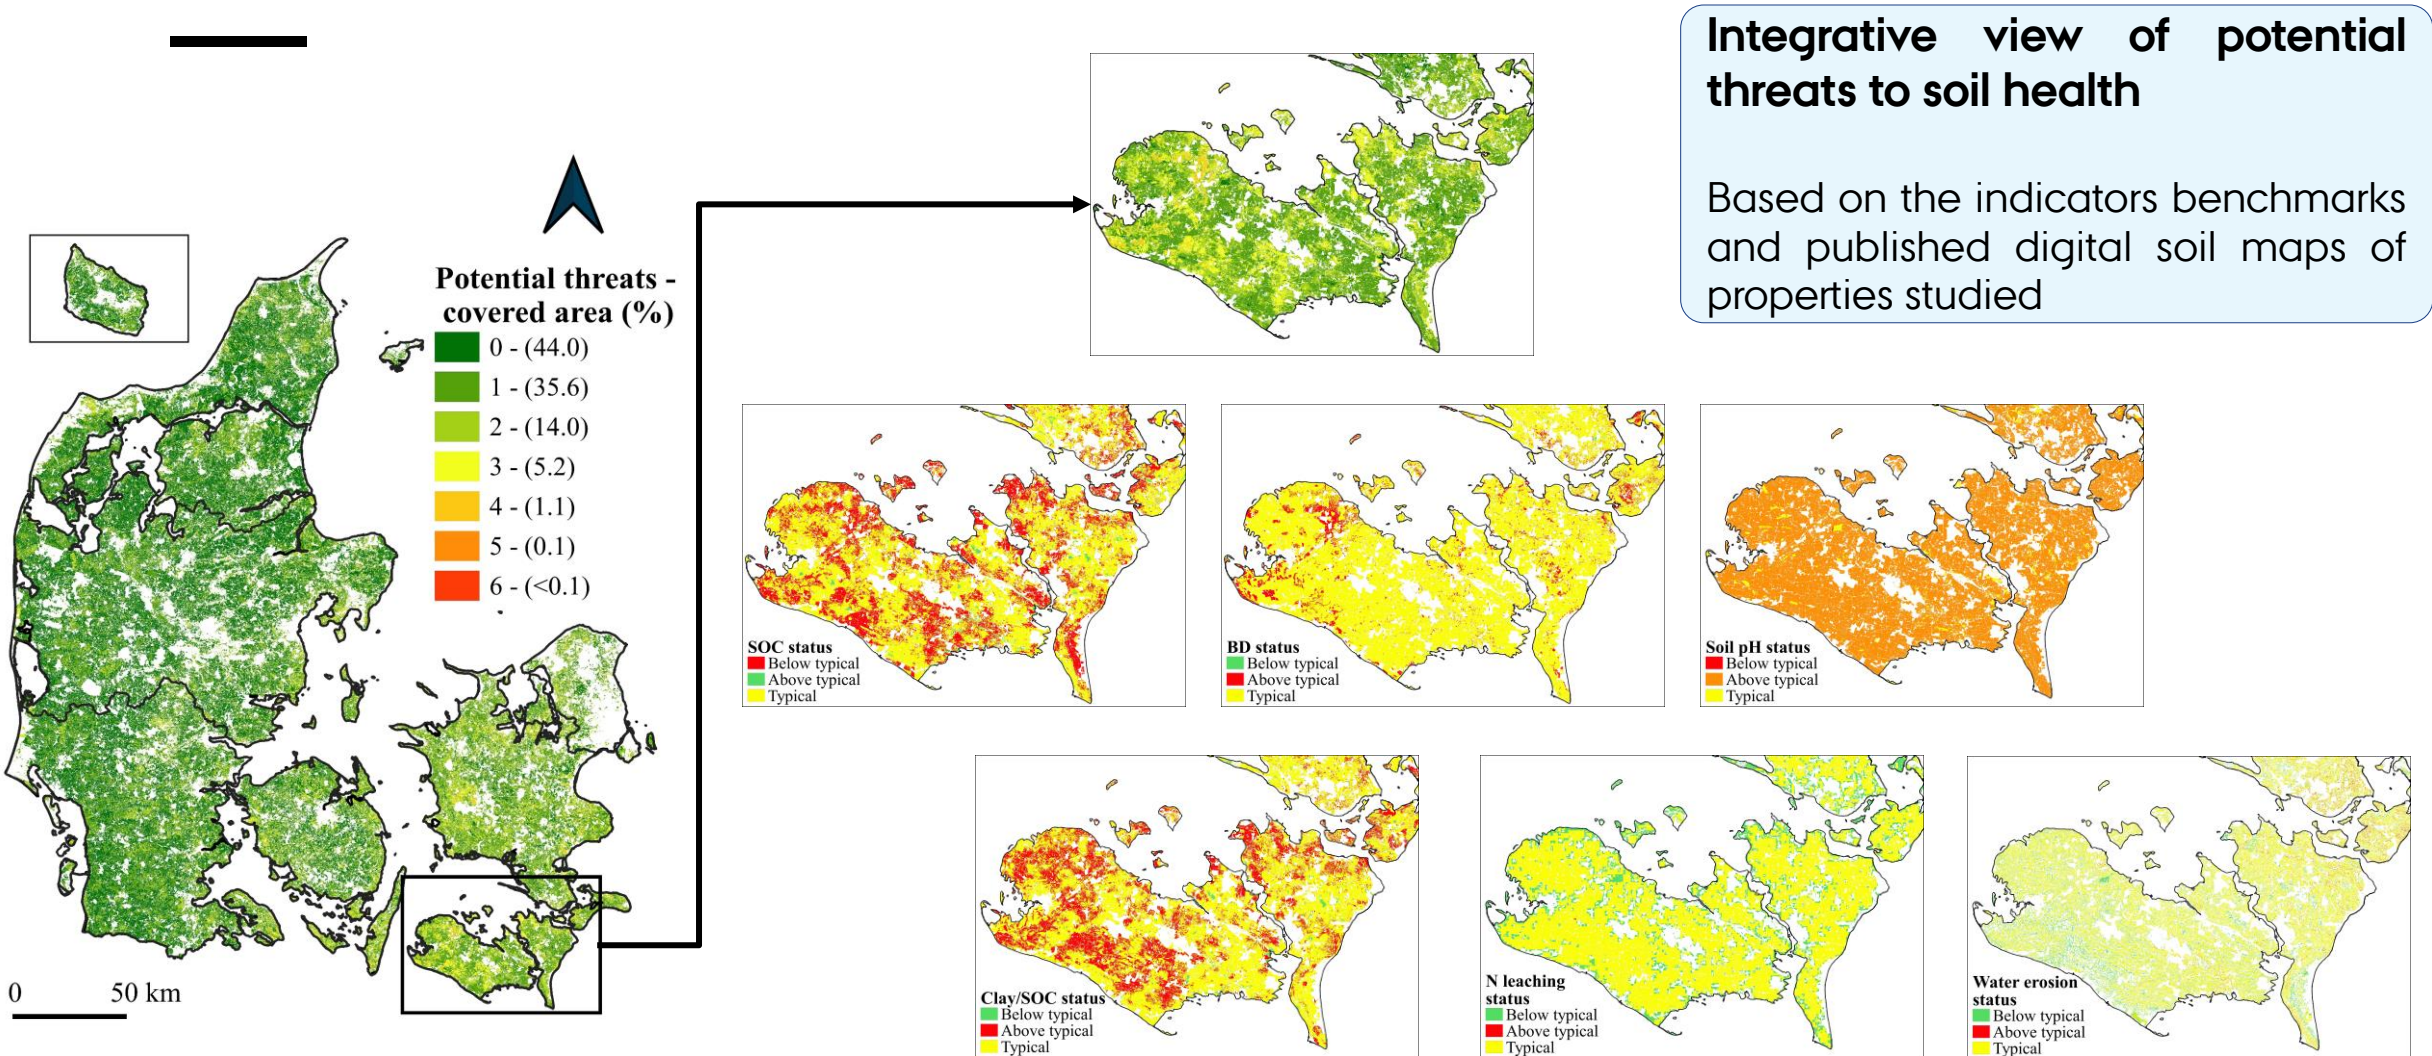 Integrative view of potential
threats to soil health
Based on the indicators benchmarks
and published digital soil maps of
properties studied
Potential threats -
covered area (%)
0 - (44.0)
1 - (35.6)
2 - (14.0)
3 - (5.2)
4 - (1.1)
5 - (0.1)
6 - (<0.1)
0 50 km
SOC status
Below typical
Above typical
Typical
BD status
Below typical
Above typical
Typical
Soil pH status
Below typical
Above typical
Typical
Clay/SOC status
Below typical
Above typical
Typical
N leaching
status
Below typical
Above typical
Typical
Water erosion
status
Below typical
Above typical
Typical